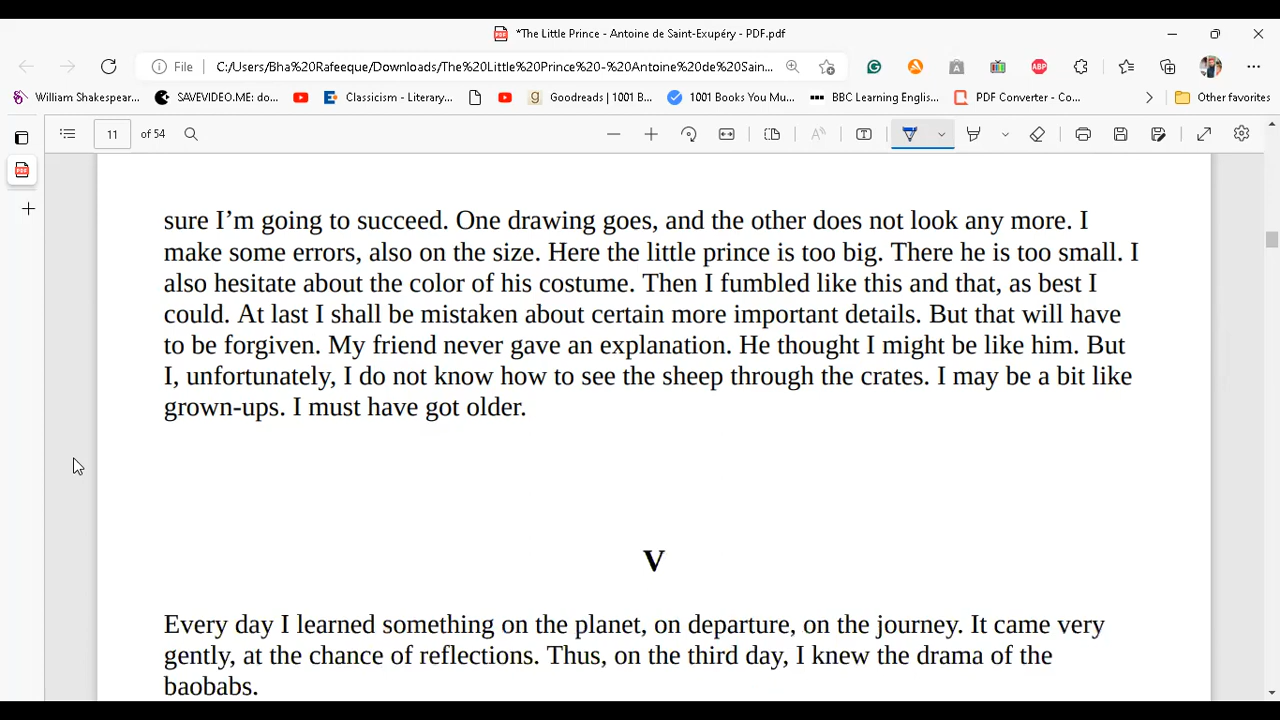 *The Little Prince - Antoine de Saint-Exupéry - PDF.pdf
File C:/Users/Bha%20Rafeeque/Downloads/The%20Little%20Prince%20-%20Antoine%20de%20Sain...
William Shakespear... SAVEVIDEO.ME: do... Classicism - Literary... Goodreads | 1001 B... 1001 Books You Mu... BBC Learning Englis... PDF Converter - Co... Other favorites
11 of 54
sure I’m going to succeed. One drawing goes, and the other does not look any more. I
make some errors, also on the size. Here the little prince is too big. There he is too small. I
also hesitate about the color of his costume. Then I fumbled like this and that, as best I
could. At last I shall be mistaken about certain more important details. But that will have
to be forgiven. My friend never gave an explanation. He thought I might be like him. But
I, unfortunately, I do not know how to see the sheep through the crates. I may be a bit like
grown-ups. I must have got older.
V
Every day I learned something on the planet, on departure, on the journey. It came very
gently, at the chance of reflections. Thus, on the third day, I knew the drama of the
baobabs.